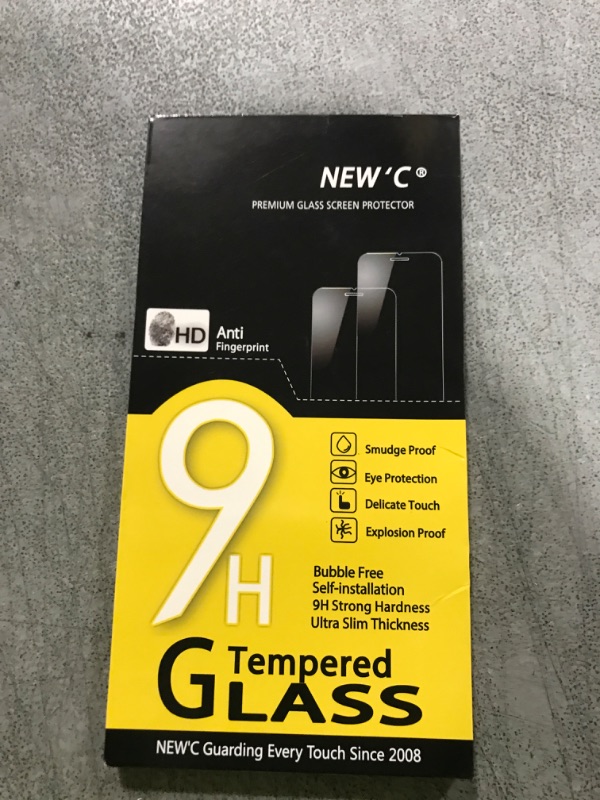 NEW 'C ®
PREMIUM GLASS SCREEN PROTECTOR
HD Anti
Fingerprint
9H
Smudge Proof
Eye Protection
Delicate Touch
Explosion Proof
Bubble Free
Self-installation
9H Strong Hardness
Ultra Slim Thickness
Tempered
GLASS
NEW'C Guarding Every Touch Since 2008